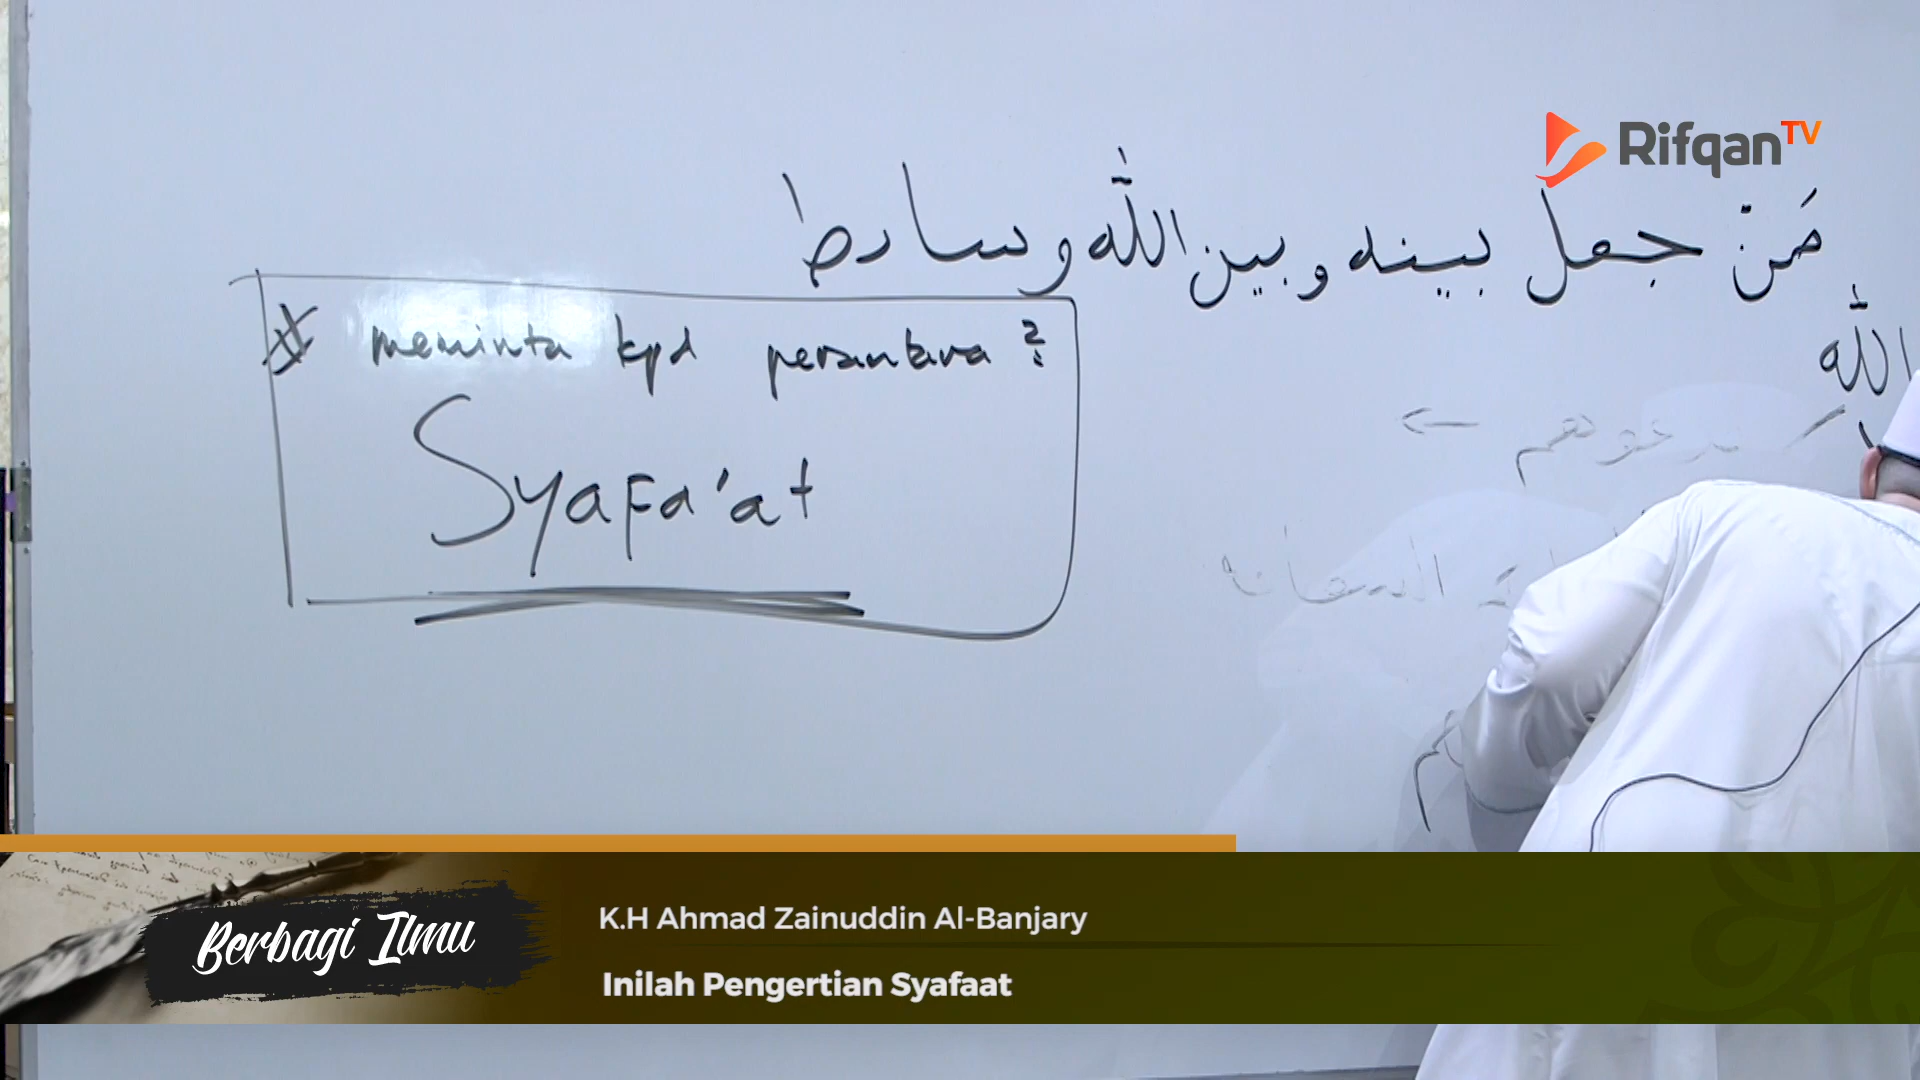 RifqanTV
مَنْ جعل بينه وبين الله وسائط
الله
يدعوهم ←
# meminta kpd perantara ?
Syafa'at
Berbagi Ilmu
K.H Ahmad Zainuddin Al-Banjary
Inilah Pengertian Syafaat